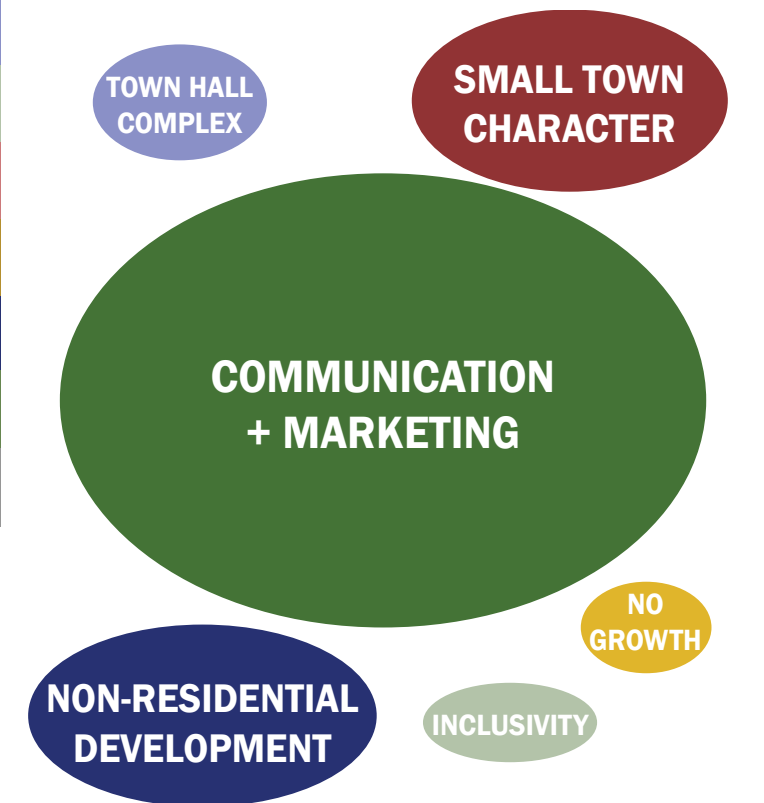 TOWN HALL
COMPLEX
SMALL TOWN
CHARACTER
COMMUNICATION
+ MARKETING
NO
GROWTH
NON-RESIDENTIAL
DEVELOPMENT
INCLUSIVITY